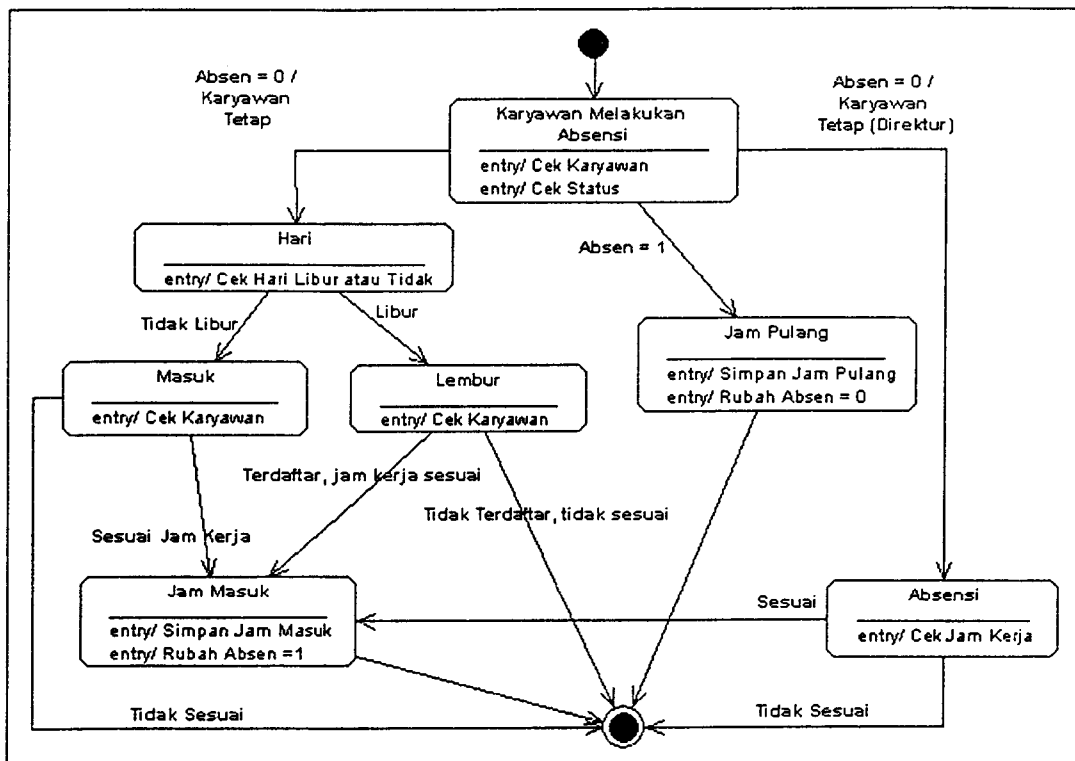 Absen = 0 /
Karyawan
Tetap
Karyawan Melakukan
Absensi
entry/ Cek Karyawan
entry/ Cek Status
Absen = 0 /
Karyawan
Tetap (Direktur)
Hari
entry/ Cek Hari Libur atau Tidak
Absen = 1
Tidak Libur
Libur
Masuk
entry/ Cek Karyawan
Lembur
entry/ Cek Karyawan
Jam Pulang
entry/ Simpan Jam Pulang
entry/ Rubah Absen = 0
Terdaftar, jam kerja sesuai
Tidak Terdaftar, tidak sesuai
Sesuai Jam Kerja
Jam Masuk
entry/ Simpan Jam Masuk
entry/ Rubah Absen =1
Sesuai
Absensi
entry/ Cek Jam Kerja
Tidak Sesuai
Tidak Sesuai